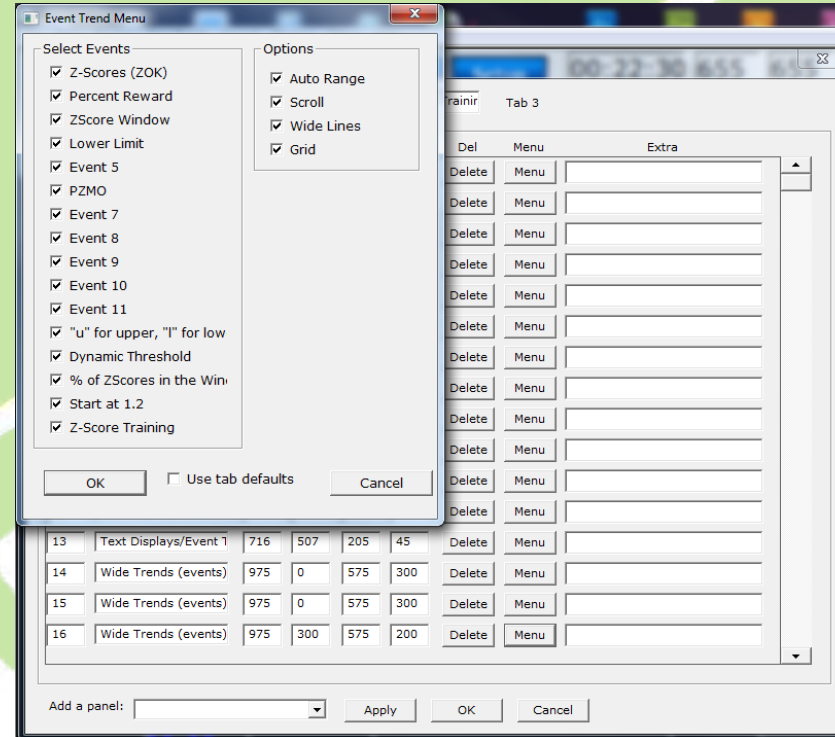 Event Trend Menu
Setup 00:22:30 655 655
Select Events
Z-Scores (ZOK)
Percent Reward
ZScore Window
Lower Limit
Event 5
PZMO
Event 7
Event 8
Event 9
Event 10
Event 11
"u" for upper, "l" for low
Dynamic Threshold
% of ZScores in the Win
Start at 1.2
Z-Score Training
Options
Auto Range
Scroll
Wide Lines
Grid
OK Use tab defaults Cancel
Trainir Tab 3
Del Menu Extra
Delete Menu
Delete Menu
Delete Menu
Delete Menu
Delete Menu
Delete Menu
Delete Menu
Delete Menu
Delete Menu
Delete Menu
Delete Menu
Delete Menu
13 Text Displays/Event T 716 507 205 45 Delete Menu
14 Wide Trends (events) 975 0 575 300 Delete Menu
15 Wide Trends (events) 975 0 575 300 Delete Menu
16 Wide Trends (events) 975 300 575 200 Delete Menu
Add a panel: Apply OK Cancel